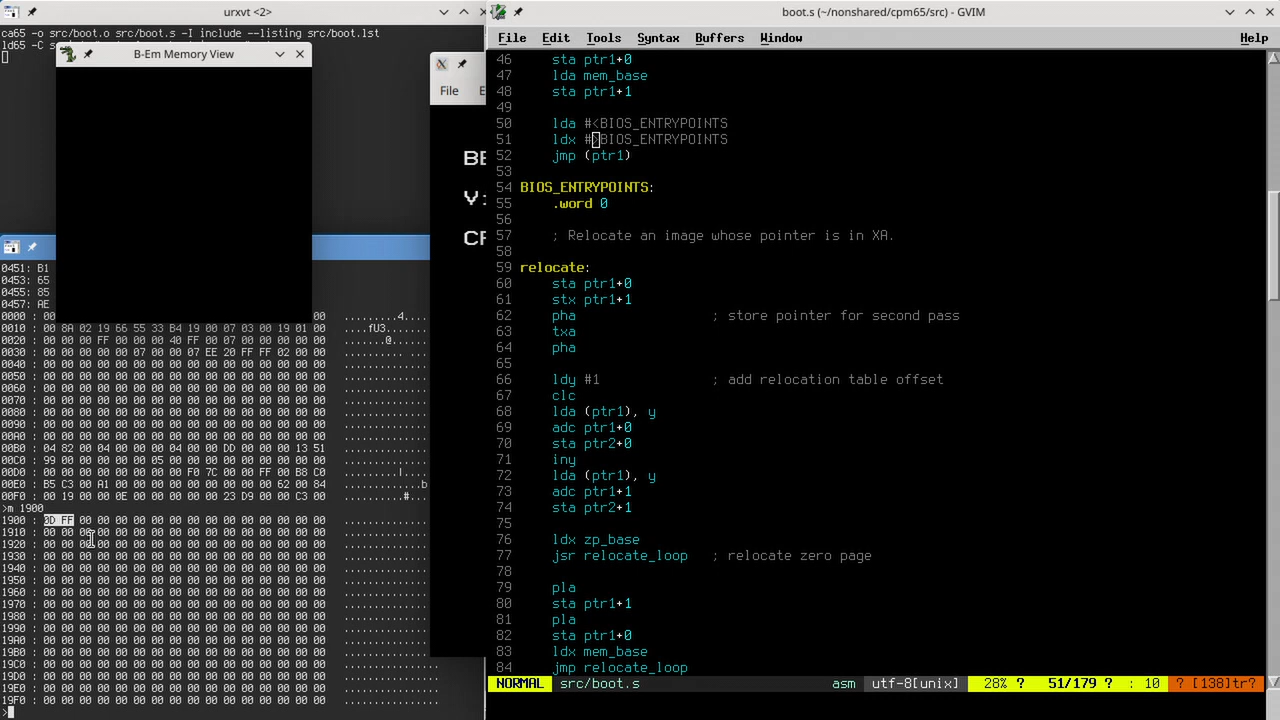 urxvt <2>
ca65 -o src/boot.o src/boot.s -I include --listing src/boot.lst
ld65 -C s
B-Em Memory View
File E
BE
V:
CF
0451: B1
0453: 65
0455: 85
0457: AE
0000 : 00 00 .........4....
0010 : 00 8A 02 19 66 55 33 B4 19 00 07 03 00 19 01 00 ....fU3.........
0020 : 00 00 00 FF 00 00 00 40 FF 00 07 00 00 00 00 00 .......@........
0030 : 00 00 00 00 00 07 00 00 07 EE 20 FF FF 02 00 00 .......... .....
0040 : 00 00 00 00 00 00 00 00 00 00 00 00 00 00 00 00 ................
0050 : 00 00 00 00 00 00 00 00 00 00 00 00 00 00 00 00 ................
0060 : 00 00 00 00 00 00 00 00 00 00 00 00 00 00 00 00 ................
0070 : 00 00 00 00 00 00 00 00 00 00 00 00 00 00 00 00 ................
0080 : 00 00 00 00 00 00 00 00 00 00 00 00 00 00 00 00 ................
0090 : 00 00 00 00 00 00 00 00 00 00 00 00 00 00 00 00 ................
00A0 : 00 00 00 00 00 00 00 00 00 00 00 00 00 00 00 00 ................
00B0 : 04 82 00 04 00 00 00 04 00 00 DD 00 00 00 13 51 ...............
00C0 : 99 00 00 00 00 05 00 00 00 00 00 00 00 00 00 00 ................
00D0 : 00 00 00 00 00 00 00 F0 7C 00 00 FF 00 B8 C0 ........|.......
00E0 : B5 C3 00 A1 00 00 00 00 00 00 00 00 00 62 00 84 .............b
00F0 : 00 19 00 00 0E 00 00 00 00 00 23 D9 00 00 C3 00 ..........#.....
>m 1900
1900 : 0D FF 00 00 00 00 00 00 00 00 00 00 00 00 00 00 ................
1910 : 00 00 00 00 00 00 00 00 00 00 00 00 00 00 00 00 ................
1920 : 00 00 00 00 00 00 00 00 00 00 00 00 00 00 00 00 ................
1930 : 00 00 00 00 00 00 00 00 00 00 00 00 00 00 00 00 ................
1940 : 00 00 00 00 00 00 00 00 00 00 00 00 00 00 00 00 ................
1950 : 00 00 00 00 00 00 00 00 00 00 00 00 00 00 00 00 ................
1960 : 00 00 00 00 00 00 00 00 00 00 00 00 00 00 00 00 ................
1970 : 00 00 00 00 00 00 00 00 00 00 00 00 00 00 00 00 ................
1980 : 00 00 00 00 00 00 00 00 00 00 00 00 00 00 00 00 ................
1990 : 00 00 00 00 00 00 00 00 00 00 00 00 00 00 00 00 ................
19A0 : 00 00 00 00 00 00 00 00 00 00 00 00 00 00 00 00 ................
19B0 : 00 00 00 00 00 00 00 00 00 00 00 00 00 00 00 00 ................
19C0 : 00 00 00 00 00 00 00 00 00 00 00 00 00 00 00 00 ................
19D0 : 00 00 00 00 00 00 00 00 00 00 00 00 00 00 00 00 ................
19E0 : 00 00 00 00 00 00 00 00 00 00 00 00 00 00 00 00 ................
19F0 : 00 00 00 00 00 00 00 00 00 00 00 00 00 00 00 00 ................
>
boot.s (~/nonshared/cpm65/src) - GVIM
File Edit Tools Syntax Buffers Window Help
46 sta ptr1+0
47 lda mem_base
48 sta ptr1+1
49
50 lda #<BIOS_ENTRYPOINTS
51 ldx #>BIOS_ENTRYPOINTS
52 jmp (ptr1)
53
54 BIOS_ENTRYPOINTS:
55 .word 0
56
57 ; Relocate an image whose pointer is in XA.
58
59 relocate:
60 sta ptr1+0
61 stx ptr1+1
62 pha ; store pointer for second pass
63 txa
64 pha
65
66 ldy #1 ; add relocation table offset
67 clc
68 lda (ptr1), y
69 adc ptr1+0
70 sta ptr2+0
71 iny
72 lda (ptr1), y
73 adc ptr1+1
74 sta ptr2+1
75
76 ldx zp_base
77 jsr relocate_loop ; relocate zero page
78
79 pla
80 sta ptr1+1
81 pla
82 sta ptr1+0
83 ldx mem_base
84 jmp relocate_loop
NORMAL src/boot.s asm utf-8[unix] 28% ? 51/179 ? : 10 ? [138]tr?